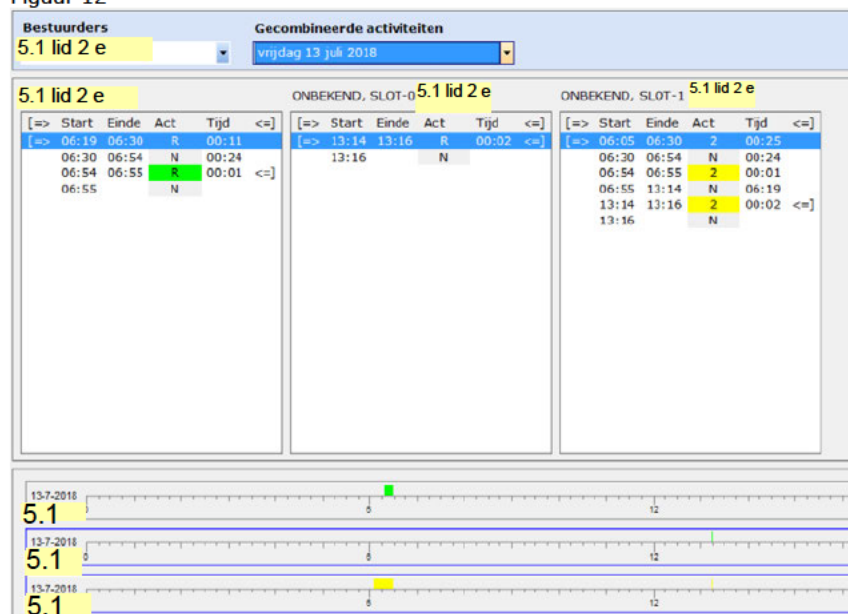 Figuur 12
Bestuurders Gecombineerde activiteiten
5.1 lid 2 e vrijdag 13 juli 2018
5.1 lid 2 e ONBEKEND, SLOT-0 5.1 lid 2 e ONBEKEND, SLOT-1 5.1 lid 2 e
[=> Start Einde Act Tijd <=] [=> Start Einde Act Tijd <=] [=> Start Einde Act Tijd <=]
[=> 06:19 06:30 R 00:11 [=> 13:14 13:16 R 00:02 <=] [=> 06:05 06:30 2 00:25
06:30 06:54 N 00:24 13:16 N 06:30 06:54 N 00:24
06:54 06:55 R 00:01 <=] 06:54 06:55 2 00:01
06:55 N 06:55 13:14 N 06:19
13:14 13:16 2 00:02 <=]
13:16 N
13-7-2018
5.1 6 12
13-7-2018
5.1 0 6 12
13-7-2018
5.1 6 12